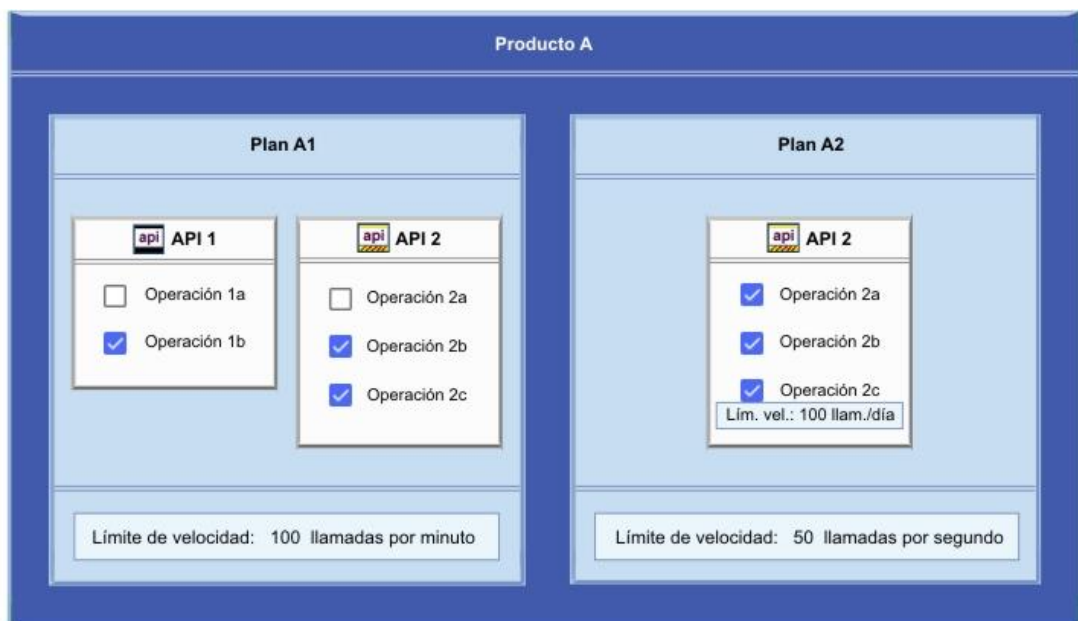 Producto A
Plan A1
api API 1
Operación 1a
Operación 1b
api API 2
Operación 2a
Operación 2b
Operación 2c
Límite de velocidad: 100 llamadas por minuto
Plan A2
api API 2
Operación 2a
Operación 2b
Operación 2c
Lím. vel.: 100 llam./día
Límite de velocidad: 50 llamadas por segundo